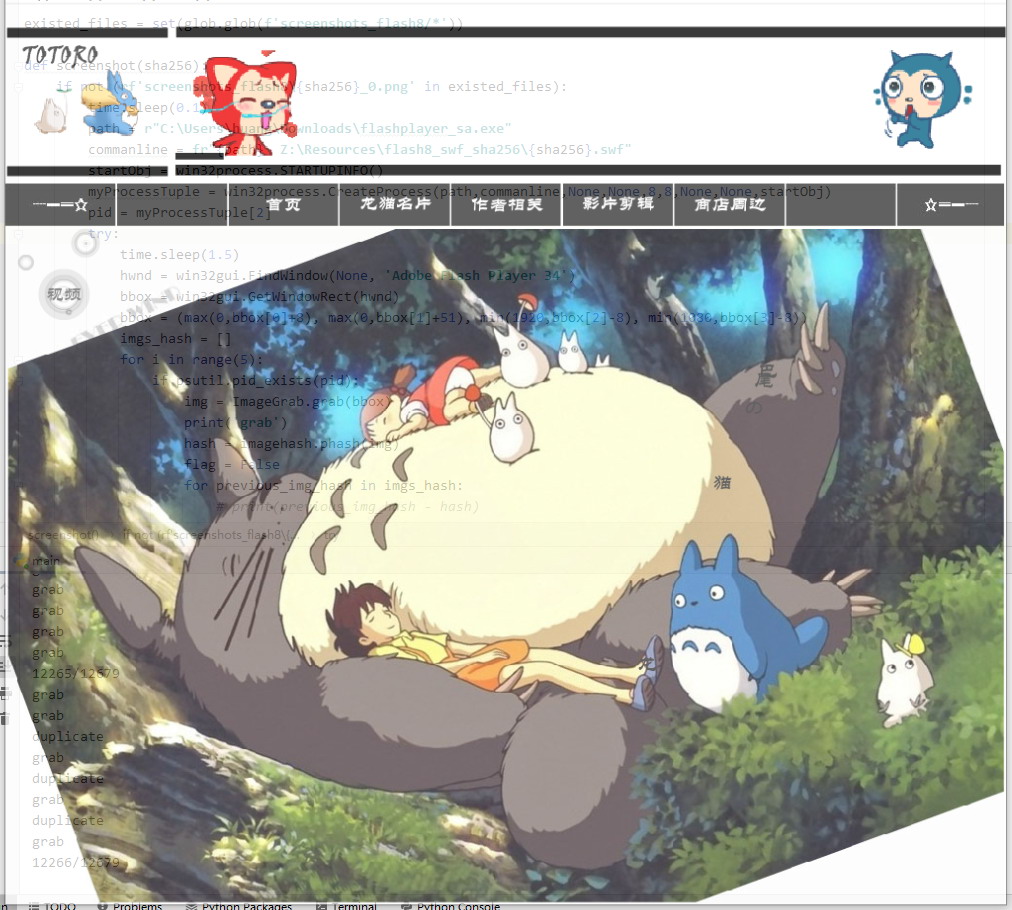 existed_files = set(glob.glob(f'screenshots_flash8/*'))
TOTORO
def screenshot(sha256):
if not (rf'screenshots_flash8\{sha256}_0.png' in existed_files):
time.sleep(0.1
path = r"C:\Users\huang\Downloads\flashplayer_sa.exe"
commanline = fr"{path} Z:\Resources\flash8_swf_sha256\{sha256}.swf"
startObj = win32process.STARTUPINFO()
myProcessTuple = win32process.CreateProcess(path,commanline,None,None,8,8,None,None,startObj)
首页 龙猫名片 作者相关 影片剪辑 商店周边
pid = myProcessTuple[2]
try:
time.sleep(1.5)
hwnd = win32gui.FindWindow(None, 'Adobe Flash Player 34')
视频
bbox = win32gui.GetWindowRect(hwnd)
bbox = (max(0,bbox[0]+8), max(0,bbox[1]+51), min(1920,bbox[2]-8), min(1030,bbox[3]-8))
imgs_hash = []
for i in range(5):
if psutil.pid_exists(pid):
img = ImageGrab.grab(bbox)
print('grab')
hash = imagehash.phash(img)
flag = False
for previous_img_hash in imgs_hash:
# print(previous_img_hash - hash)
猫
screenshot() if not (rf'screenshots_flash8\{... try
main
grab
grab
grab
grab
12265/12679
grab
grab
duplicate
grab
duplicate
grab
duplicate
grab
12266/12679
TODO Problems Python Packages Terminal Python Console